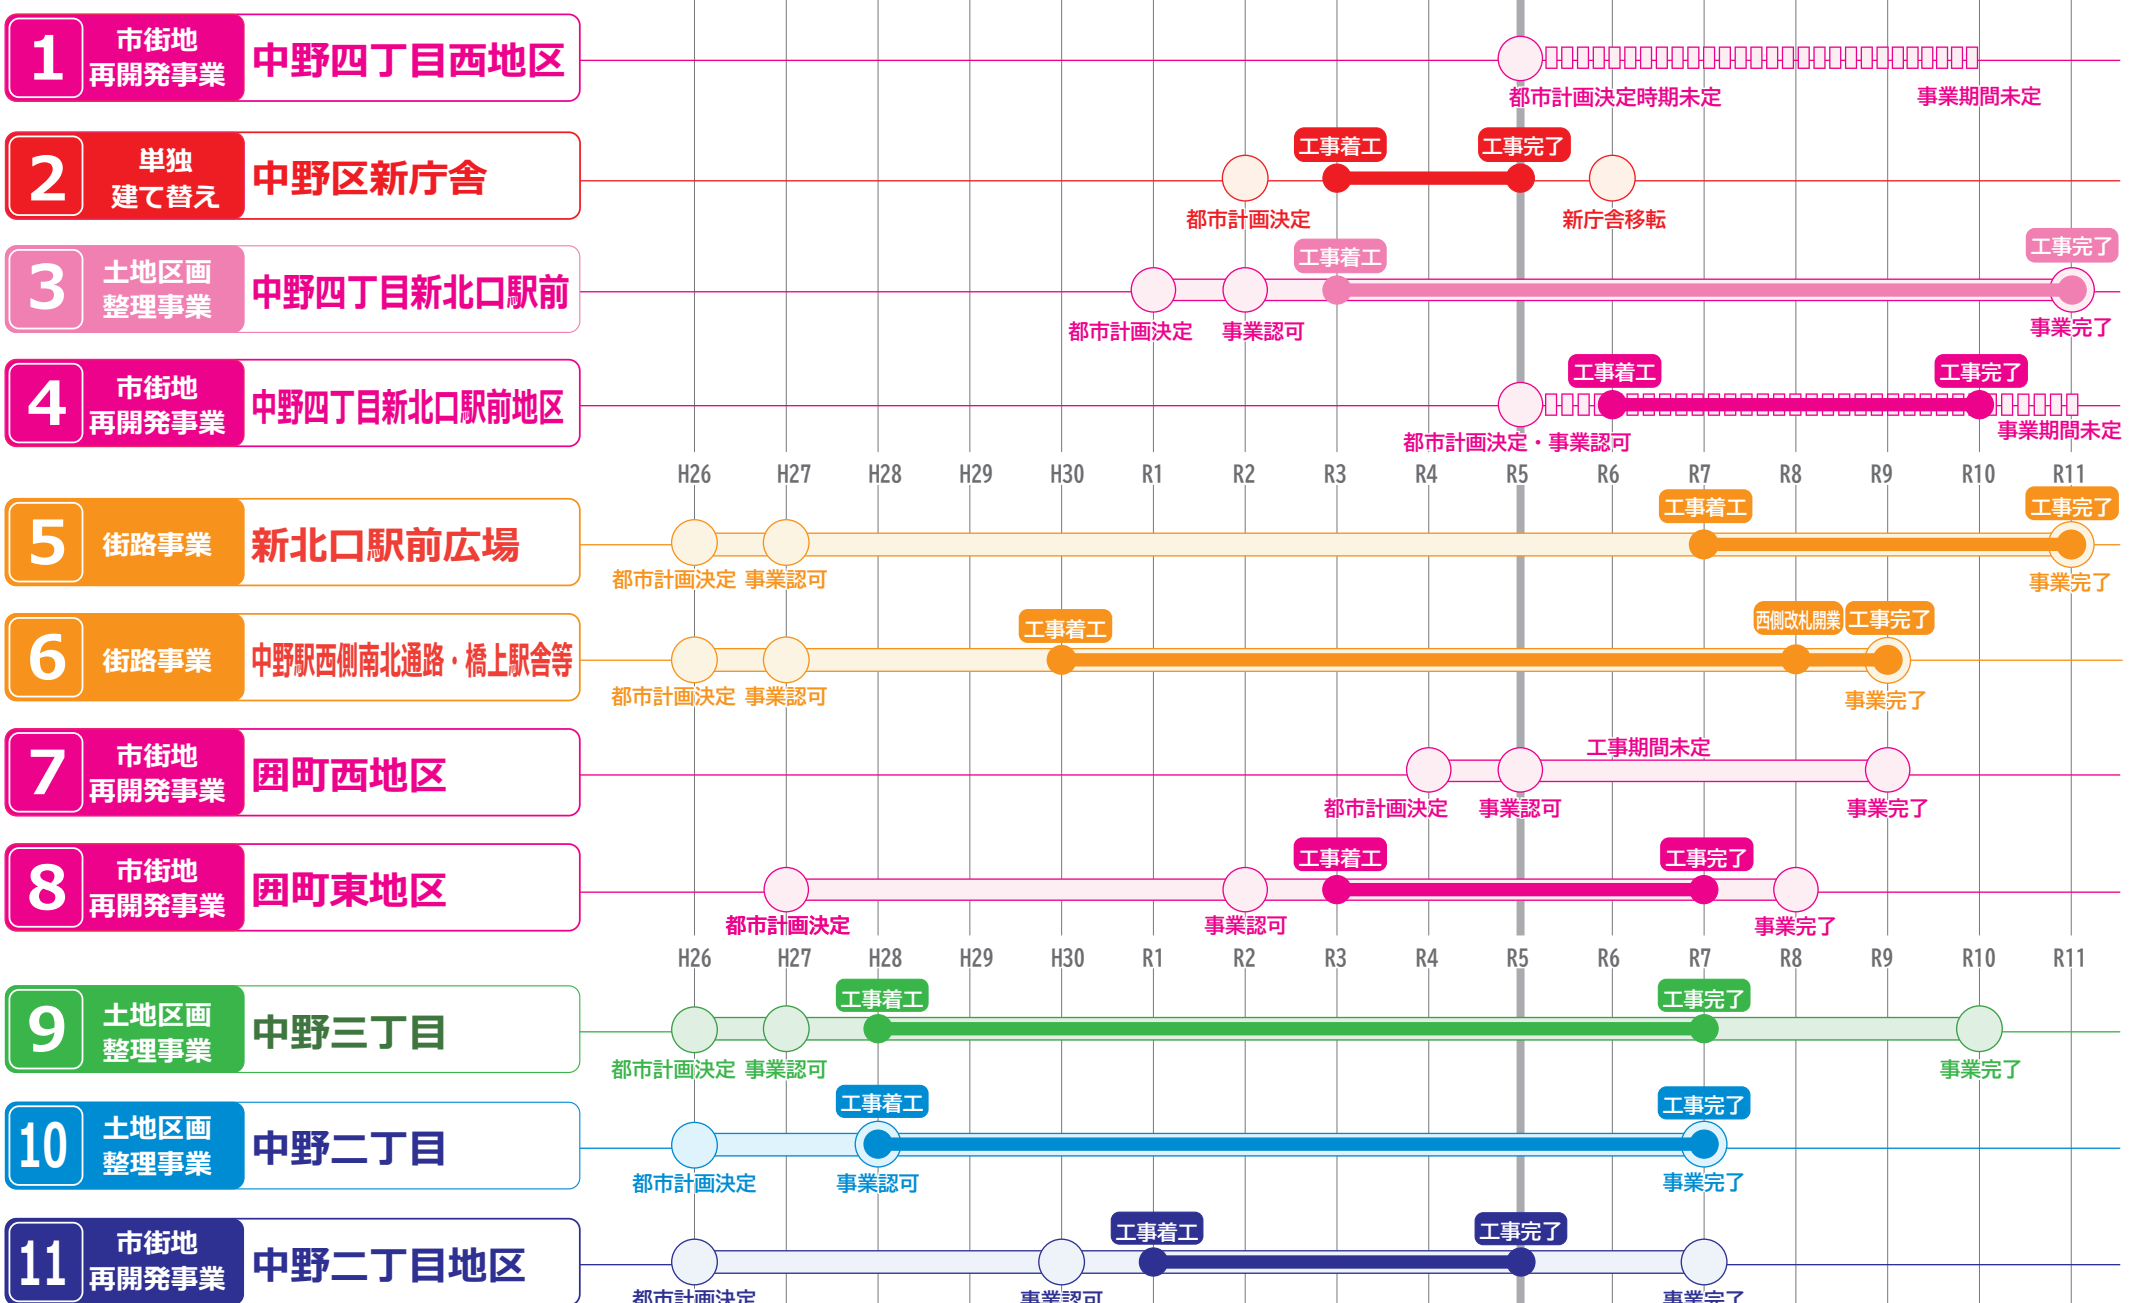 1
市街地
再開発事業
中野四丁目西地区
都市計画決定時期未定
事業期間未定
2
単独
建て替え
中野区新庁舎
工事着工
工事完了
都市計画決定
新庁舎移転
3
土地区画
整理事業
中野四丁目新北口駅前
工事着工
工事完了
都市計画決定
事業認可
事業完了
4
市街地
再開発事業
中野四丁目新北口駅前地区
工事着工
工事完了
都市計画決定・事業認可
事業期間未定
H26 H27 H28 H29 H30 R1 R2 R3 R4 R5 R6 R7 R8 R9 R10 R11
5
街路事業
新北口駅前広場
工事着工
工事完了
都市計画決定
事業認可
事業完了
6
街路事業
中野駅西側南北通路・橋上駅舎等
工事着工
西側改札開業
工事完了
都市計画決定
事業認可
事業完了
7
市街地
再開発事業
囲町西地区
工事期間未定
都市計画決定
事業認可
事業完了
8
市街地
再開発事業
囲町東地区
工事着工
工事完了
都市計画決定
事業認可
事業完了
H26 H27 H28 H29 H30 R1 R2 R3 R4 R5 R6 R7 R8 R9 R10 R11
9
土地区画
整理事業
中野三丁目
工事着工
工事完了
都市計画決定
事業認可
事業完了
10
土地区画
整理事業
中野二丁目
工事着工
工事完了
都市計画決定
事業認可
事業完了
11
市街地
再開発事業
中野二丁目地区
工事着工
工事完了
都市計画決定
事業認可
事業完了